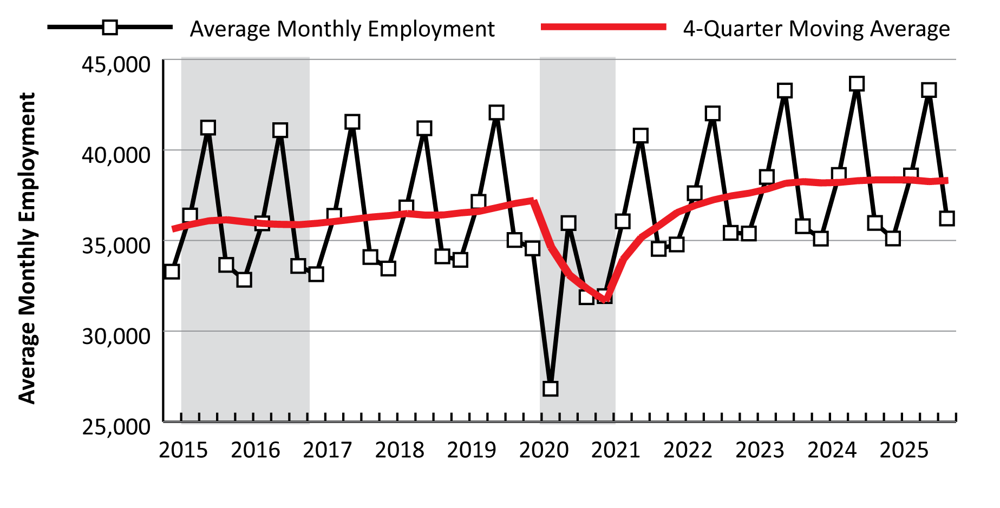 Average Monthly Employment
4-Quarter Moving Average
Average Monthly Employment
45,000
40,000
35,000
30,000
25,000
2015 2016 2017 2018 2019 2020 2021 2022 2023 2024 2025